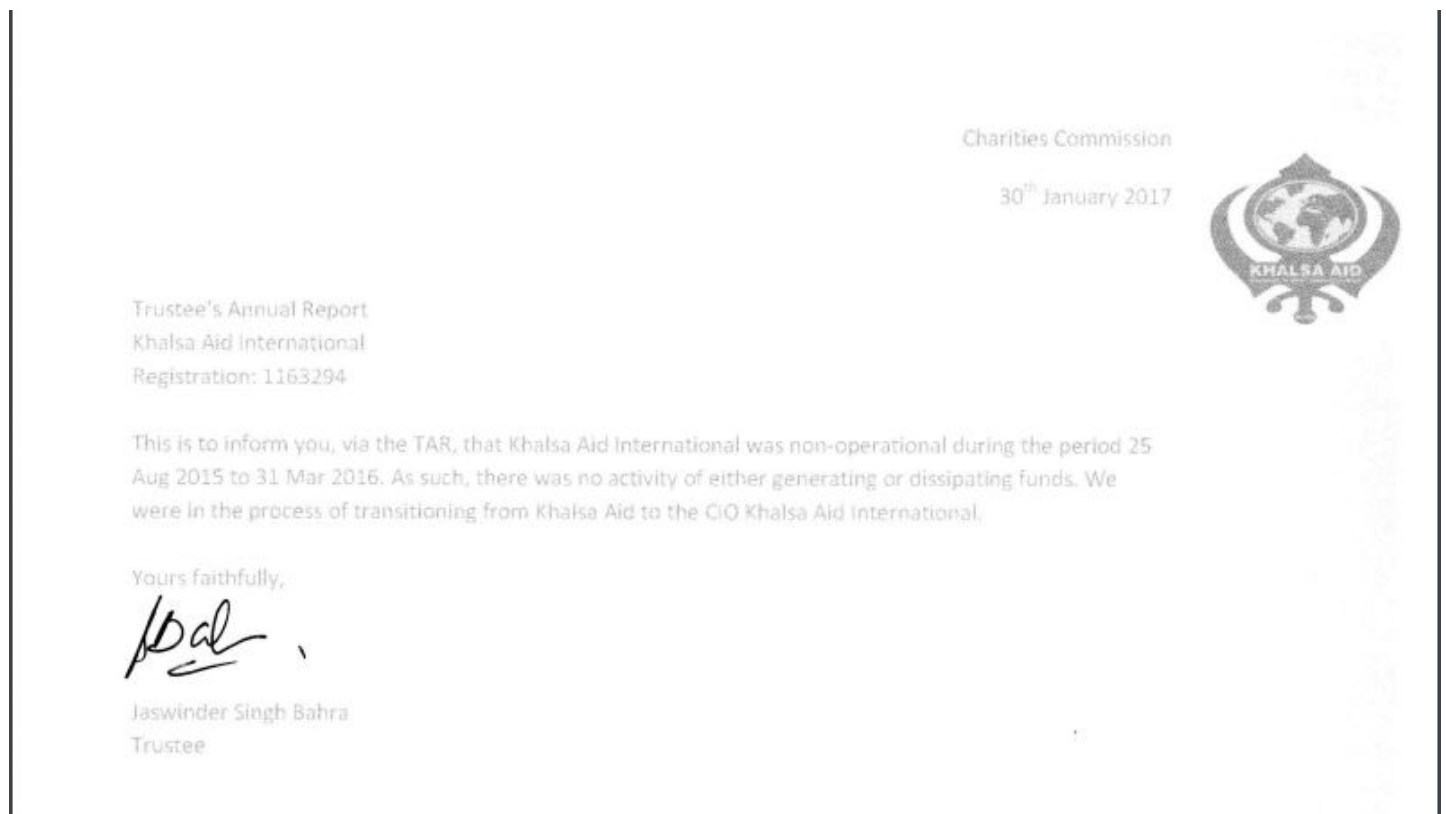 Charities Commission
30th January 2017
KHALSA AID
Trustee's Annual Report
Khalsa Aid International
Registration: 1163294
This is to inform you, via the TAR, that Khalsa Aid International was non-operational during the period 25
Aug 2015 to 31 Mar 2016. As such, there was no activity of either generating or dissipating funds. We
were in the process of transitioning from Khalsa Aid to the CIO Khalsa Aid International.
Yours faithfully,
Jaswinder Singh Bahra
Trustee